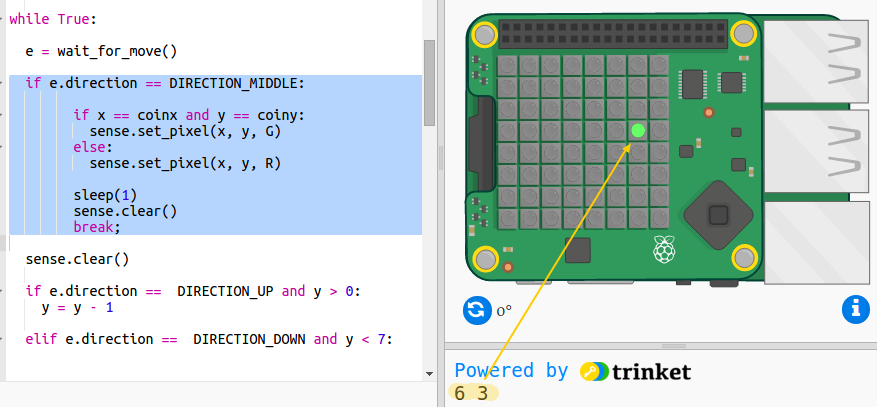 while True:
e = wait_for_move()
if e.direction == DIRECTION_MIDDLE:
if x == coinx and y == coiny:
sense.set_pixel(x, y, G)
else:
sense.set_pixel(x, y, R)
sleep(1)
sense.clear()
break;
sense.clear()
if e.direction ==  DIRECTION_UP and y > 0:
y = y - 1
elif e.direction ==  DIRECTION_DOWN and y < 7:
0°
i
Powered by trinket
6 3